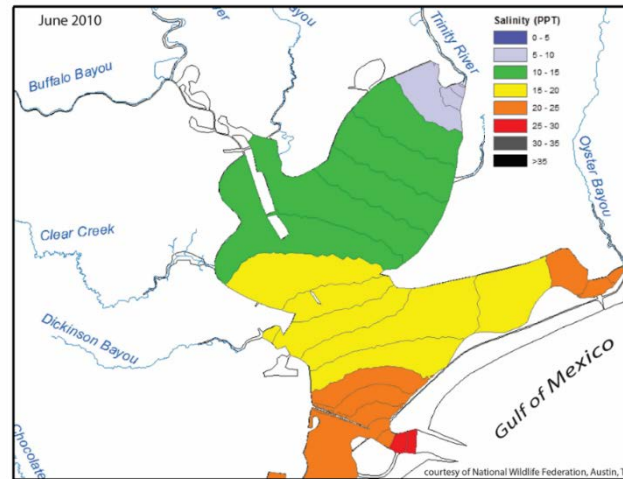 June 2010
Salinity (PPT)
0 - 5
5 - 10
10 - 15
15 - 20
20 - 25
25 - 30
30 - 35
>35
Buffalo Bayou
Trinity River
Oyster Bayou
Clear Creek
Dickinson Bayou
Chocolate
Gulf of Mexico
courtesy of National Wildlife Federation, Austin, T